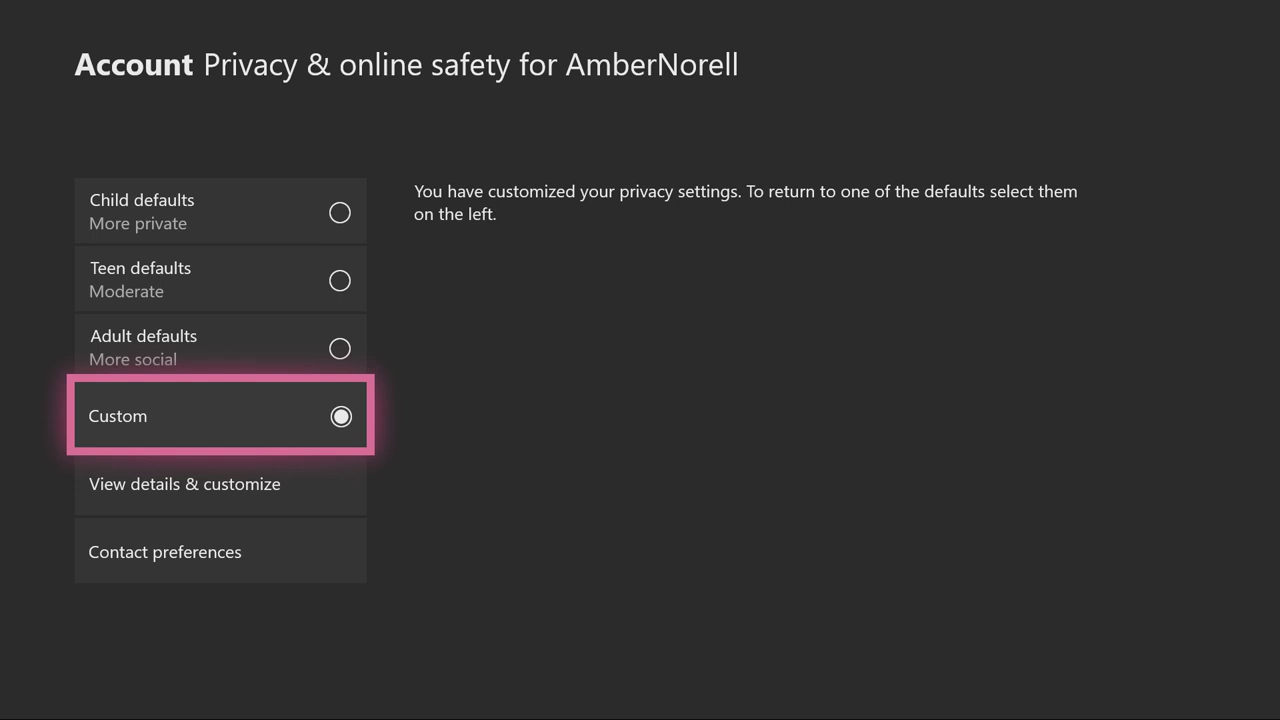 Account Privacy & online safety for AmberNorell
Child defaults
More private
Teen defaults
Moderate
Adult defaults
More social
Custom
View details & customize
Contact preferences
You have customized your privacy settings. To return to one of the defaults select them
on the left.